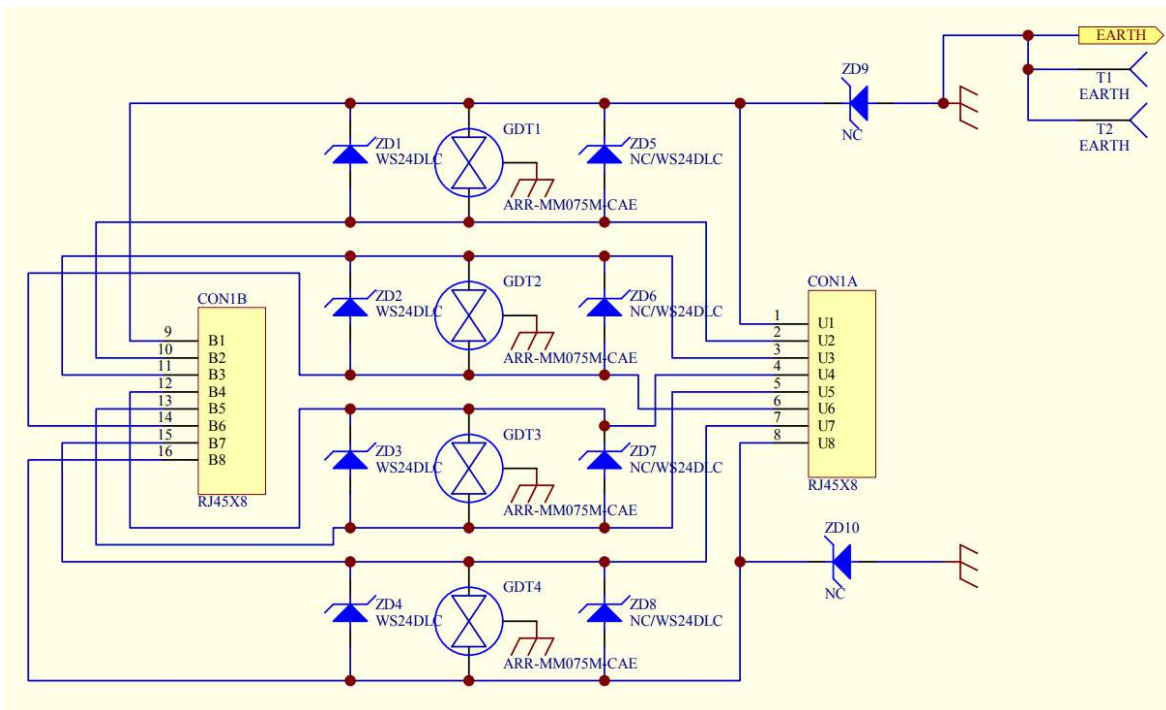 EARTH
T1
EARTH
T2
EARTH
ZD9
NC
ZD1
WS24DLC
GDT1
ARR-MM075M-CAE
ZD5
NC/WS24DLC
ZD2
WS24DLC
GDT2
ARR-MM075M-CAE
ZD6
NC/WS24DLC
CON1B
9 B1
10 B2
11 B3
12 B4
13 B5
14 B6
15 B7
16 B8
RJ45X8
CON1A
1 U1
2 U2
3 U3
4 U4
5 U5
6 U6
7 U7
8 U8
RJ45X8
ZD3
WS24DLC
GDT3
ARR-MM075M-CAE
ZD7
NC/WS24DLC
ZD10
NC
ZD4
WS24DLC
GDT4
ARR-MM075M-CAE
ZD8
NC/WS24DLC